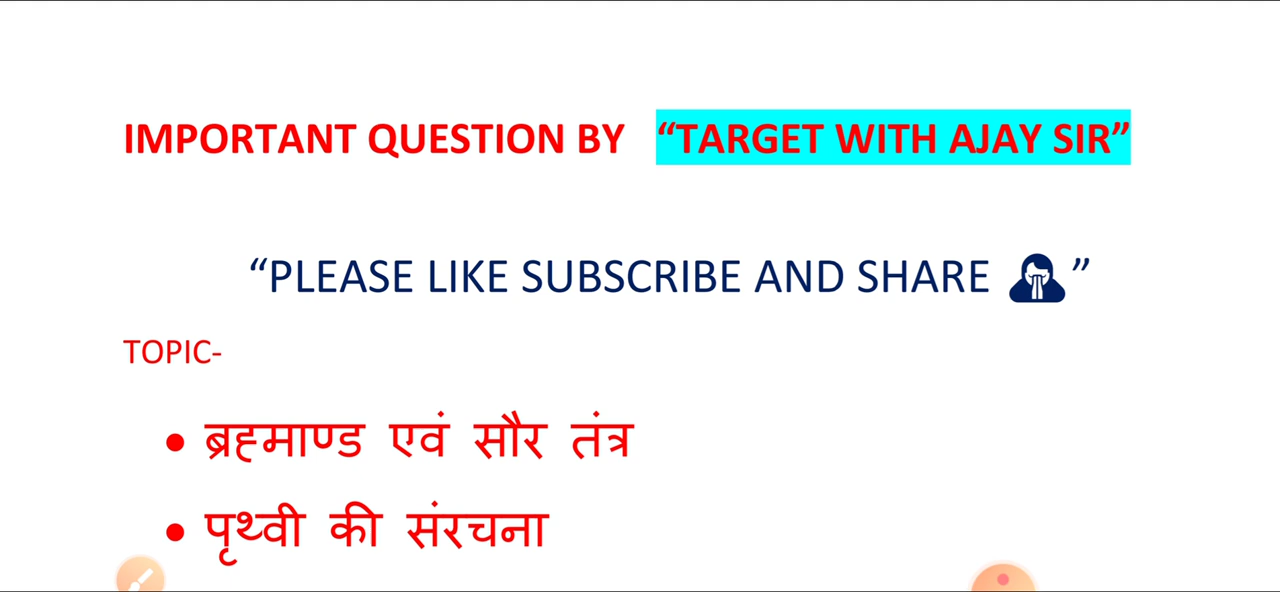 IMPORTANT QUESTION BY “TARGET WITH AJAY SIR”
“PLEASE LIKE SUBSCRIBE AND SHARE ”
TOPIC-
• ब्रह्माण्ड एवं सौर तंत्र
• पृथ्वी की संरचना